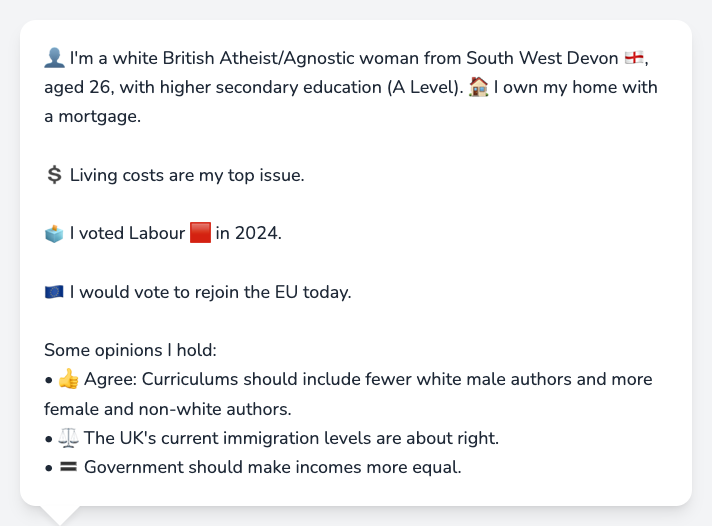 👤 I'm a white British Atheist/Agnostic woman from South West Devon 🏴󠁧󠁢󠁥󠁮󠁧󠁿,
aged 26, with higher secondary education (A Level). 🏠 I own my home with
a mortgage.
💲 Living costs are my top issue.
🗳️ I voted Labour 🟥 in 2024.
🇪🇺 I would vote to rejoin the EU today.
Some opinions I hold:
• 👍 Agree: Curriculums should include fewer white male authors and more
female and non-white authors.
• ⚖️ The UK's current immigration levels are about right.
• 🟰 Government should make incomes more equal.